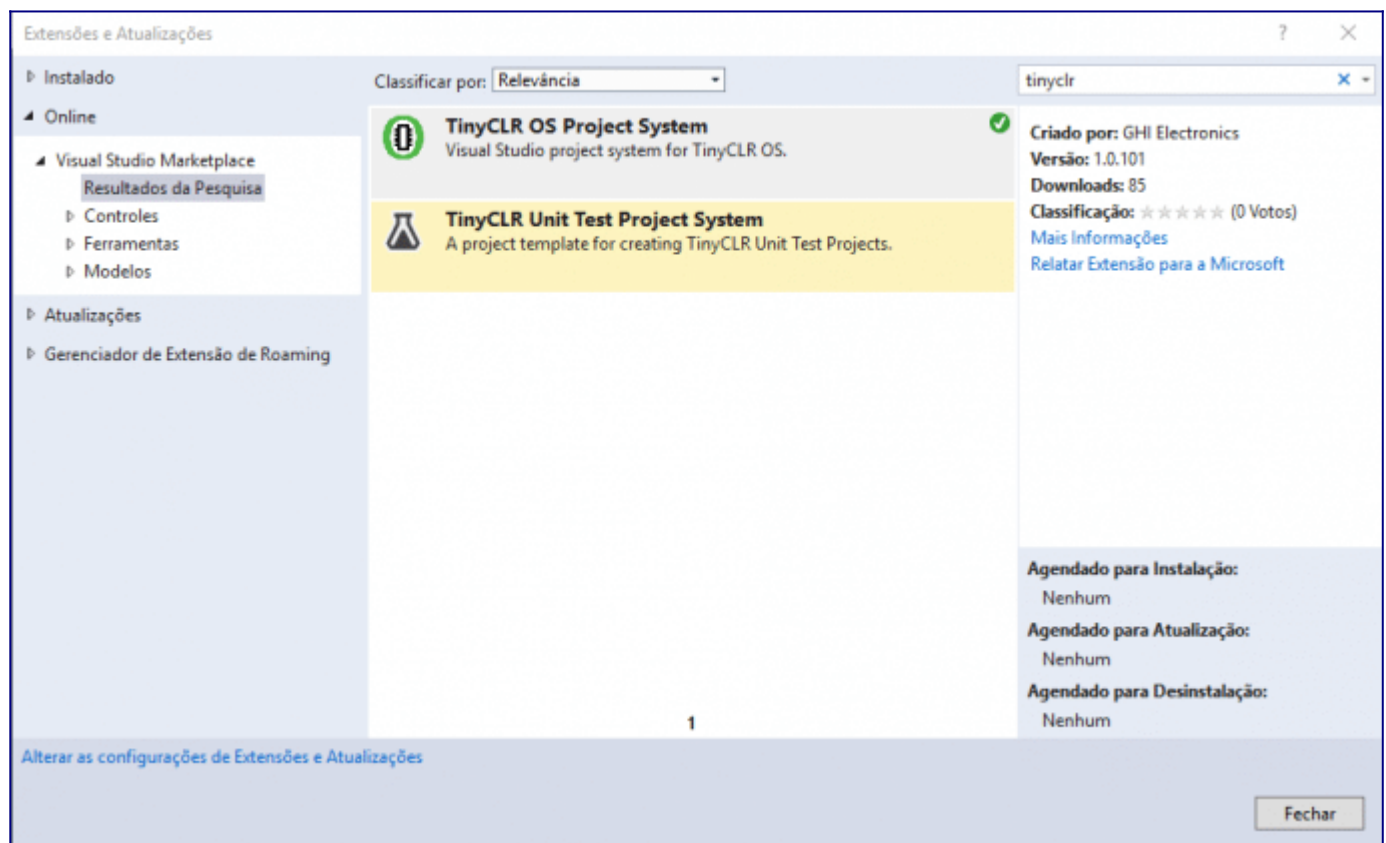 Extensões e Atualizações
?
Instalado
Online
Visual Studio Marketplace
Resultados da Pesquisa
Controles
Ferramentas
Modelos
Atualizações
Gerenciador de Extensão de Roaming
Classificar por: Relevância
TinyCLR OS Project System
Visual Studio project system for TinyCLR OS.
TinyCLR Unit Test Project System
A project template for creating TinyCLR Unit Test Projects.
1
tinyclr
Criado por: GHI Electronics
Versão: 1.0.101
Downloads: 85
Classificação: (0 Votos)
Mais Informações
Relatar Extensão para a Microsoft
Agendado para Instalação:
Nenhum
Agendado para Atualização:
Nenhum
Agendado para Desinstalação:
Nenhum
Alterar as configurações de Extensões e Atualizações
Fechar